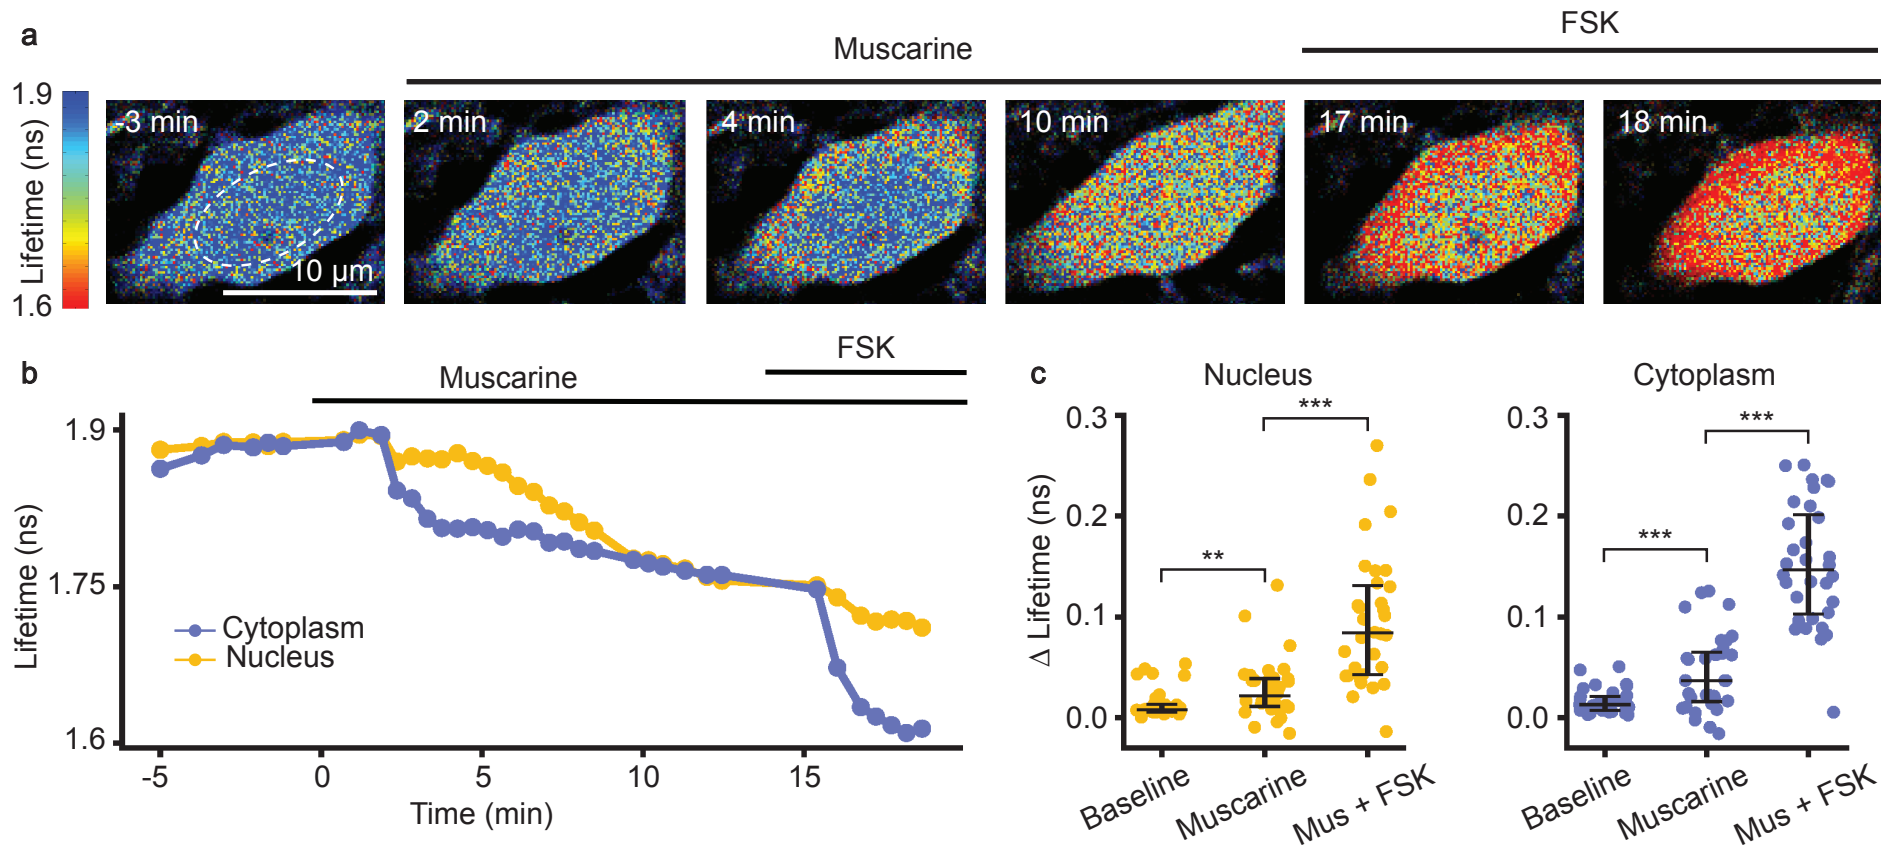 a
FSK
Muscarine
Lifetime (ns)
1.9
1.6
-3 min
2 min
4 min
10 min
17 min
18 min
10 µm
b
FSK
Muscarine
Lifetime (ns)
1.9
1.75
1.6
Cytoplasm
Nucleus
-5
0
5
10
15
Time (min)
c
Nucleus
Cytoplasm
Δ Lifetime (ns)
0.3
0.2
0.1
0.0
**
***
Baseline
Muscarine
Mus + FSK
0.3
0.2
0.1
0.0
***
***
Baseline
Muscarine
Mus + FSK